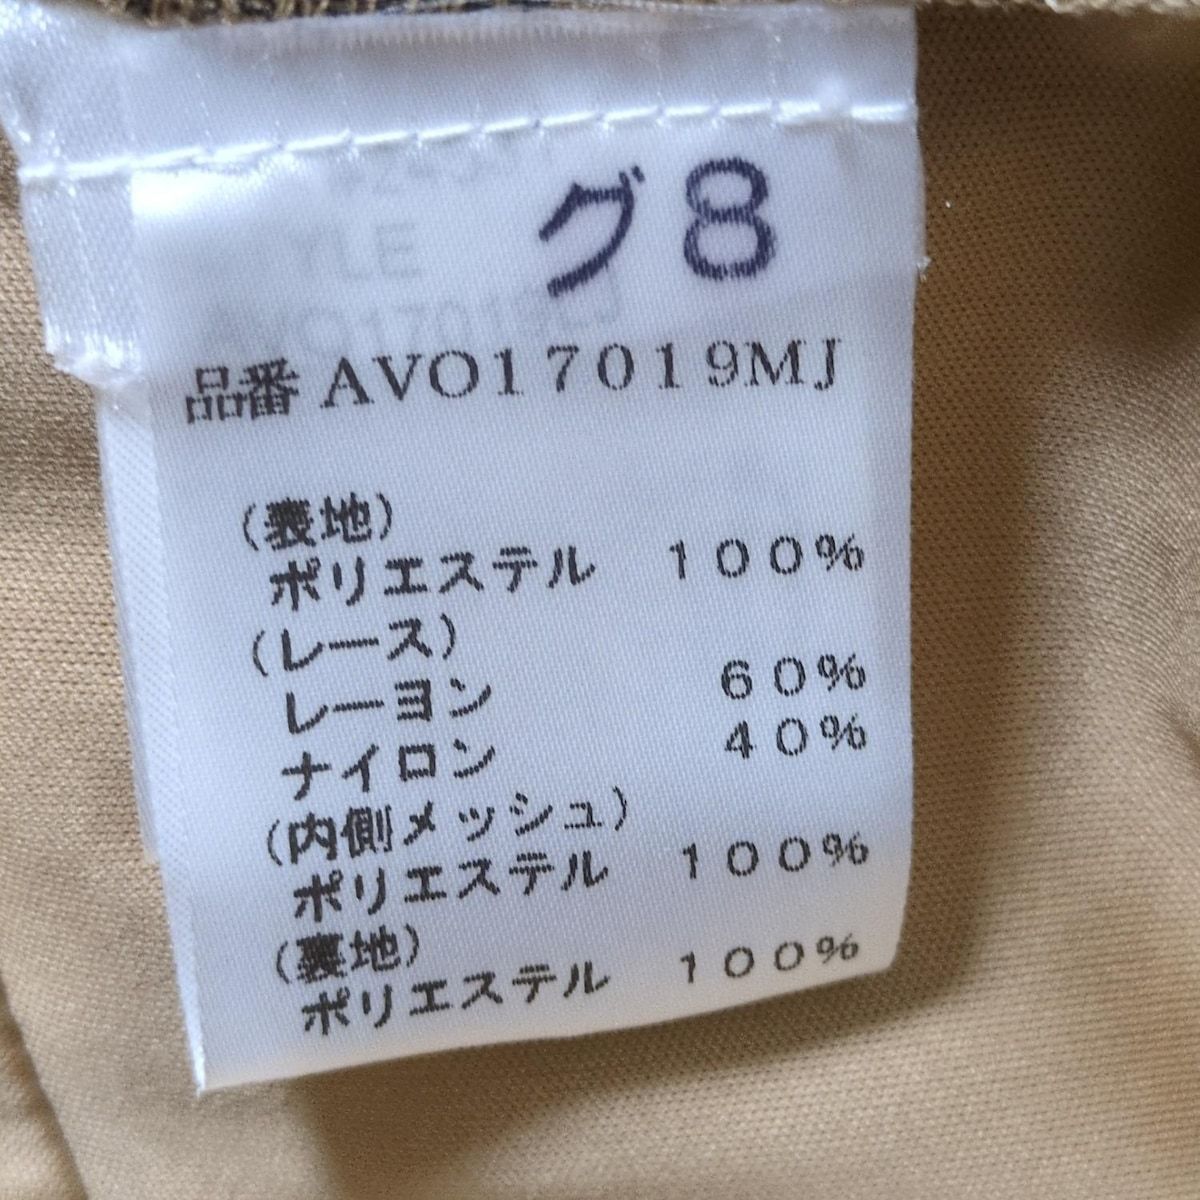 グ8
品番 AVO17019MJ
(表地)
ポリエステル 100%
(レース)
レーヨン 60%
ナイロン 40%
(内側メッシュ)
ポリエステル 100%
(裏地)
ポリエステル 100%